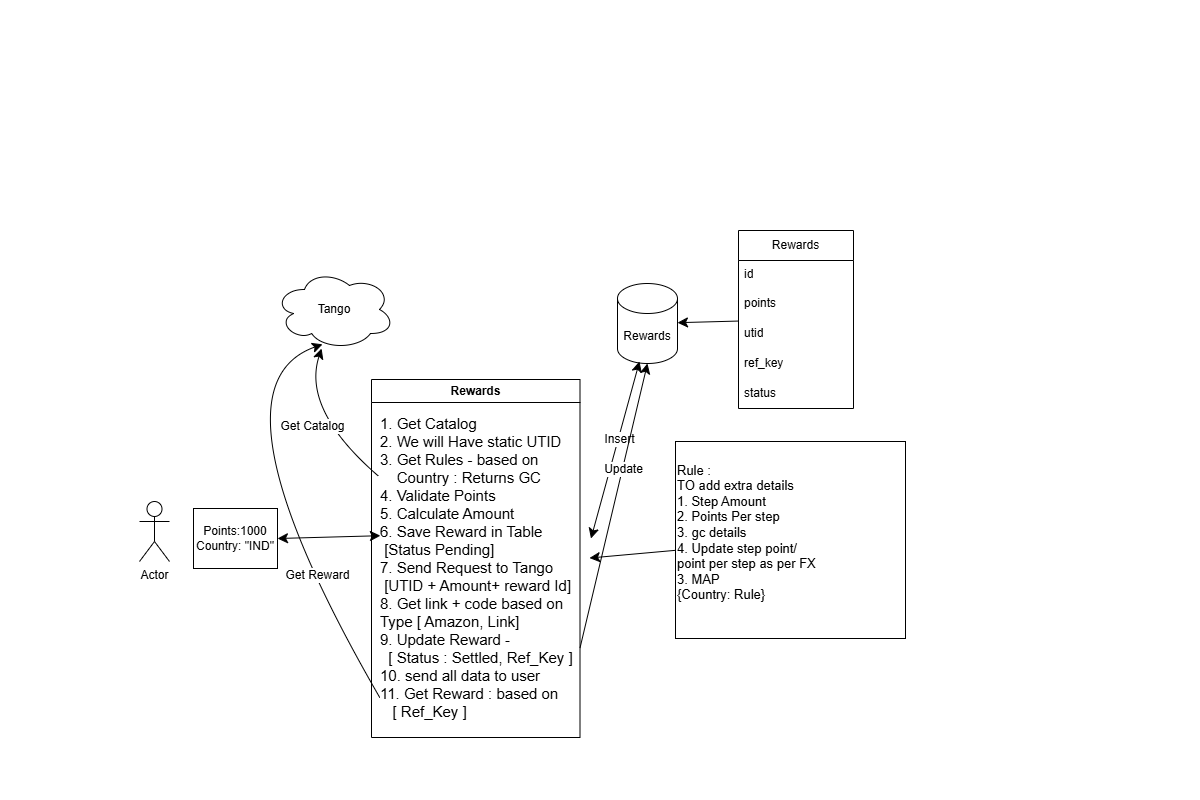 Rewards
id
points
utid
ref_key
status
Tango
Rewards
Get Catalog
Get Reward
Points:1000
Country: "IND"
Actor
Rewards
1. Get Catalog
2. We will Have static UTID
3. Get Rules - based on
Country : Returns GC
4. Validate Points
5. Calculate Amount
6. Save Reward in Table
[Status Pending]
7. Send Request to Tango
[UTID + Amount+ reward Id]
8. Get link + code based on
Type [ Amazon, Link]
9. Update Reward -
[ Status : Settled, Ref_Key ]
10. send all data to user
11. Get Reward : based on
[ Ref_Key ]
Insert
Update
Rule :
TO add extra details
1. Step Amount
2. Points Per step
3. gc details
4. Update step point/
point per step as per FX
3. MAP
{Country: Rule}